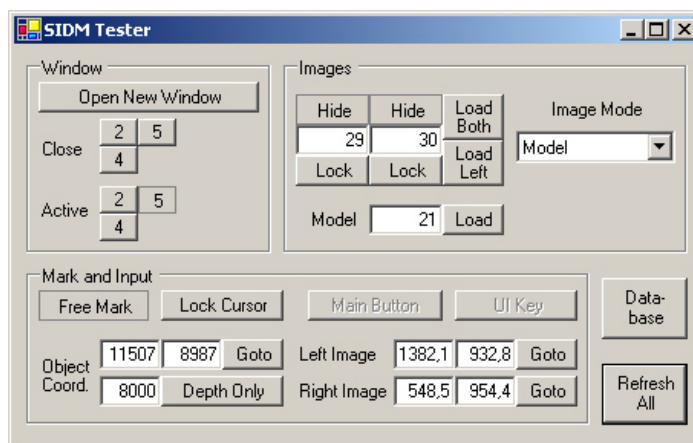 SIDM Tester
Window
Open New Window
Close 2 5
4
Active 2 5
4
Images
Hide Hide Load Both
29 30
Lock Lock Load Left
Model 21 Load
Image Mode
Model
Mark and Input
Free Mark Lock Cursor Main Button UI Key
Object Coord. 11507 8987 Goto
8000 Depth Only
Left Image 1382,1 932,8 Goto
Right Image 548,5 954,4 Goto
Data-
base
Refresh
All